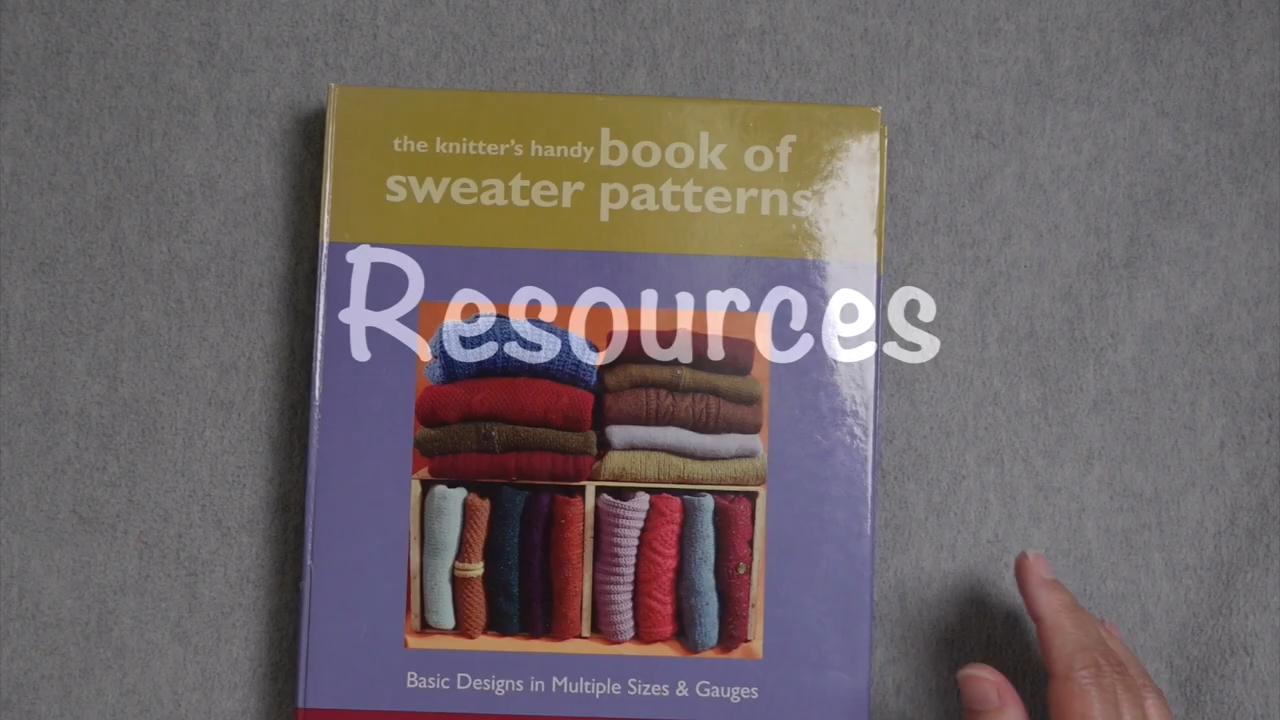 the knitter's handy book of
sweater patterns
Resources
Basic Designs in Multiple Sizes & Gauges